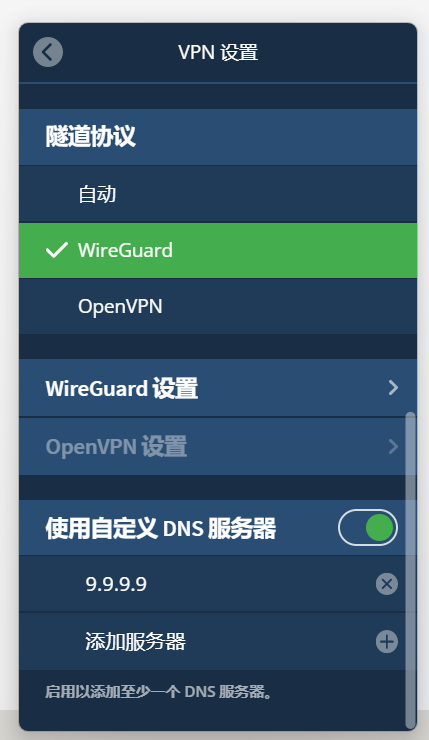 VPN 设置
隧道协议
自动
WireGuard
OpenVPN
WireGuard 设置
OpenVPN 设置
使用自定义 DNS 服务器
9.9.9.9
添加服务器
启用以添加至少一个 DNS 服务器。